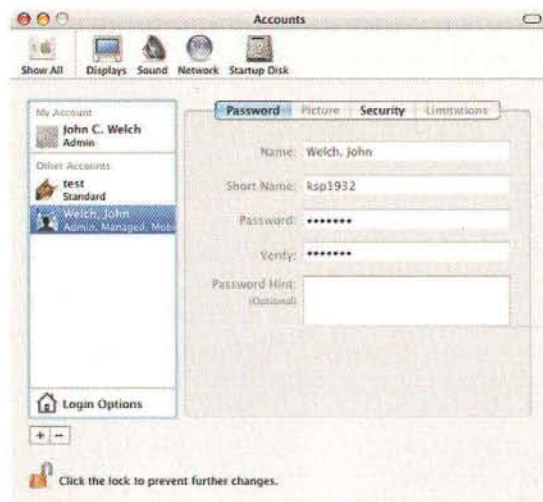 Accounts
Show All Displays Sound Network Startup Disk
My Account
John C. Welch
Admin
Other Accounts
test
Standard
Welch, John
Admin, Managed, Mobi
Login Options
+ −
Password Picture Security Limitations
Name: Welch, John
Short Name: ksp1932
Password: •••••••
Verify: •••••••
Password Hint:
(Optional)
Click the lock to prevent further changes.